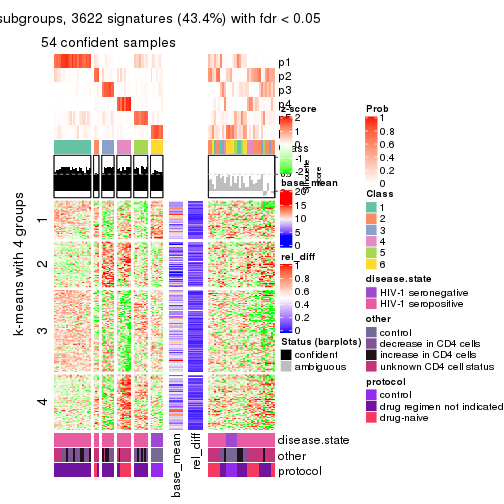 subgroups, 3622 signatures (43.4%) with fdr < 0.05
54 confident samples
p1
p2
p3
p4
k-means with 4 groups
1
2
3
4
z-score
2
1
-1
-2
base_mean
20
15
10
5
0
rel_diff
1
0.8
0.6
0.4
0.2
0
Status (barplots)
confident
ambiguous
Prob
1
0.8
0.6
0.4
0.2
0
Class
1
2
3
4
5
6
disease.state
HIV-1 seronegative
HIV-1 seropositive
other
control
decrease in CD4 cells
increase in CD4 cells
unknown CD4 cell status
protocol
control
drug regimen not indicated
drug-naive
disease.state
other
protocol
base_mean
rel_diff